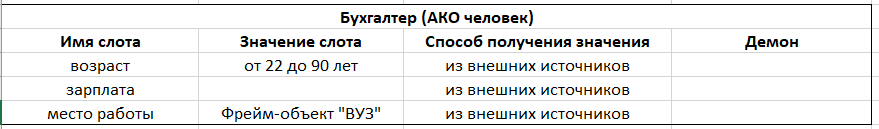 Бухгалтер (АКО человек)
Имя слота Значение слота Способ получения значения Демон
возраст от 22 до 90 лет из внешних источников
зарплата из внешних источников
место работы Фрейм-объект "ВУЗ" из внешних источников